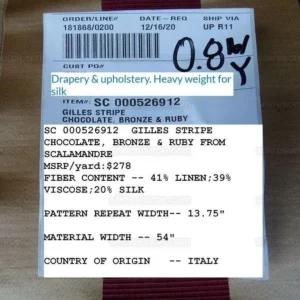 ORDER/LINE# DATE - REQ SHIP VIA
181868/0200 12/16/20 UP R11
CUST PO#
0.8
Y
Drapery & upholstery. Heavy weight for
silk
ITEM#: SC 000526912
GILLES STRIPE
CHOCOLATE, BRONZE & RUBY
SC 000526912 GILLES STRIPE
CHOCOLATE, BRONZE & RUBY FROM
SCALAMANDRE
MSRP/yard:$278
FIBER CONTENT -- 41% LINEN;39%
VISCOSE;20% SILK
PATTERN REPEAT WIDTH-- 13.75"
MATERIAL WIDTH -- 54"
COUNTRY OF ORIGIN -- ITALY